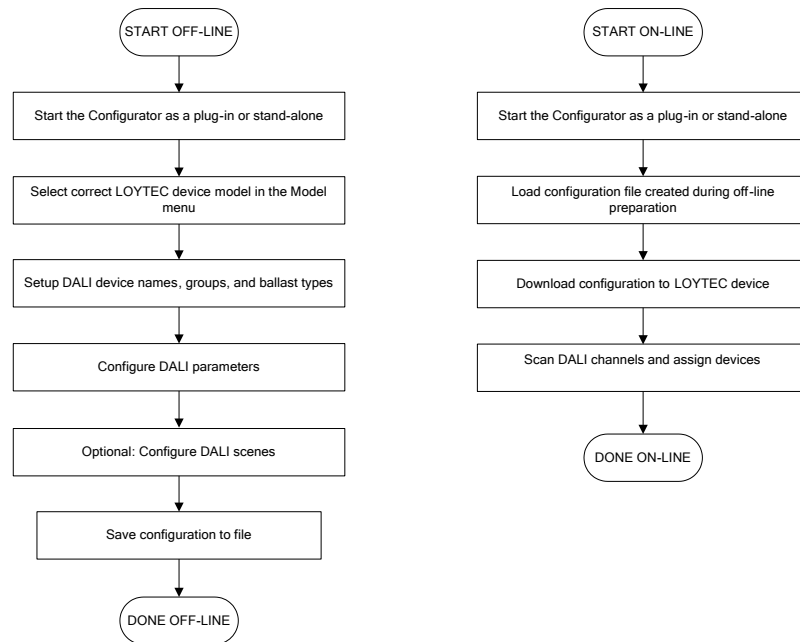 START OFF-LINE
Start the Configurator as a plug-in or stand-alone
Select correct LOYTEC device model in the Model
menu
Setup DALI device names, groups, and ballast types
Configure DALI parameters
Optional: Configure DALI scenes
Save configuration to file
DONE OFF-LINE
START ON-LINE
Start the Configurator as a plug-in or stand-alone
Load configuration file created during off-line
preparation
Download configuration to LOYTEC device
Scan DALI channels and assign devices
DONE ON-LINE